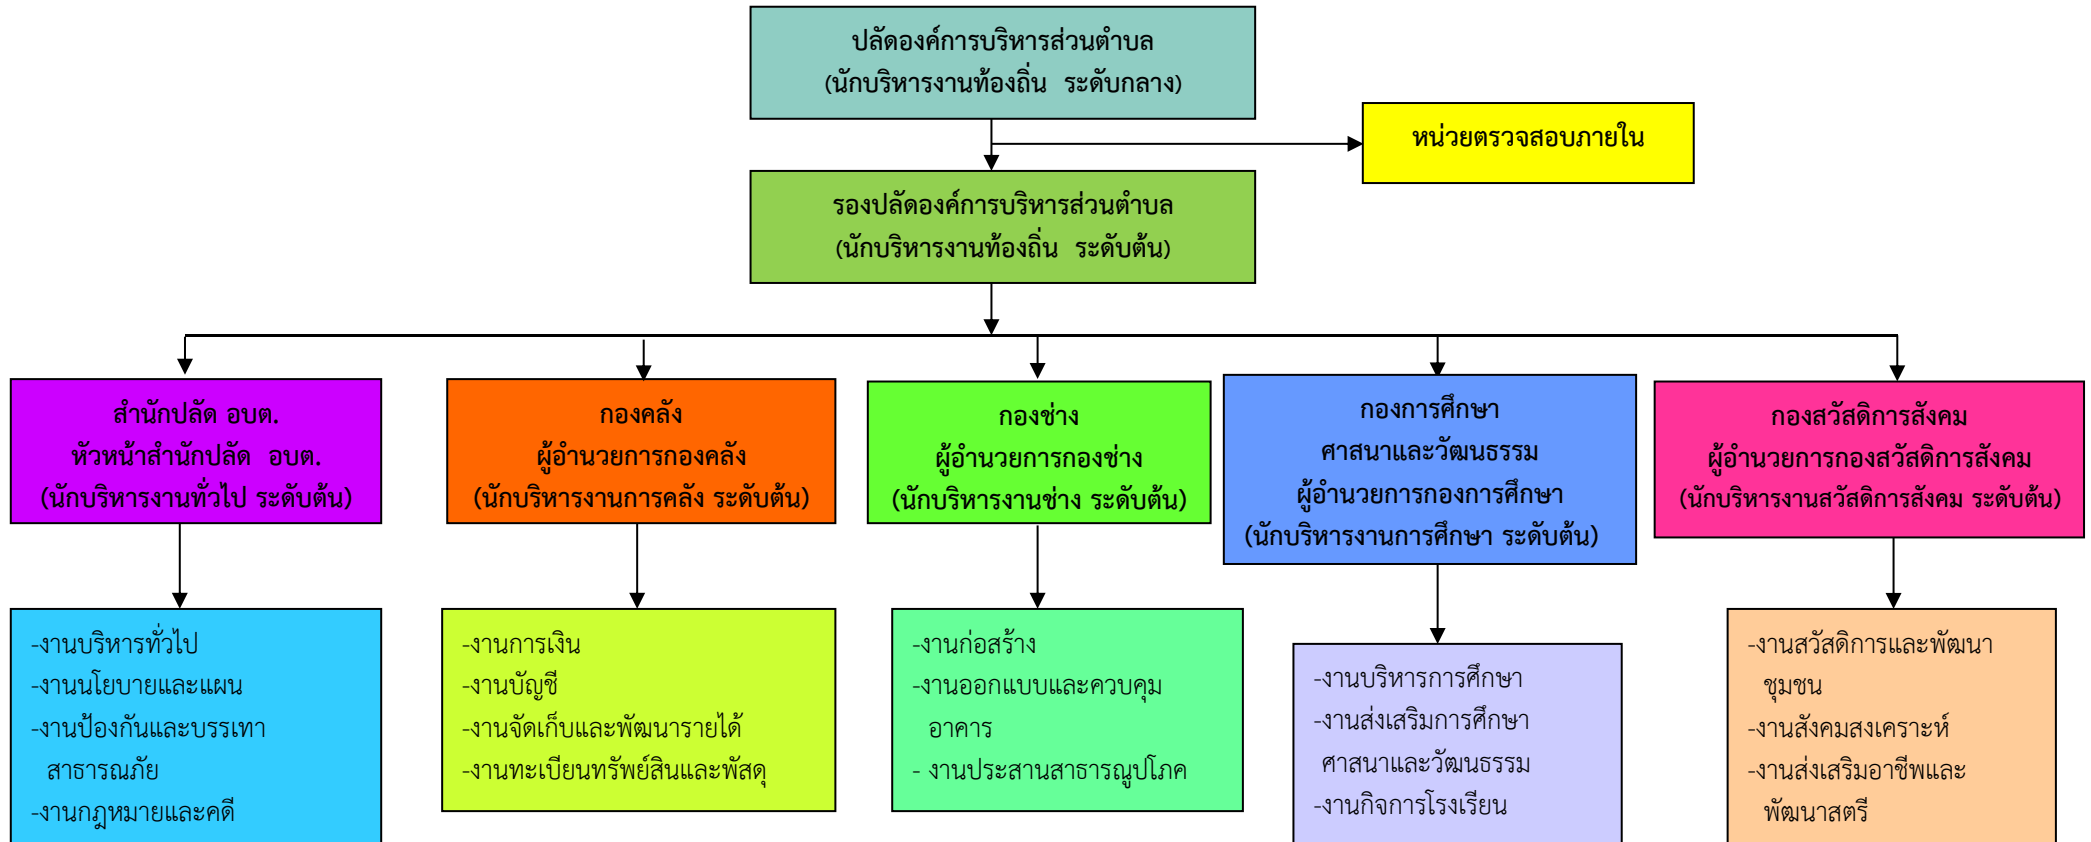 ปลัดองค์การบริหารส่วนตำบล
(นักบริหารงานท้องถิ่น ระดับกลาง)
หน่วยตรวจสอบภายใน
รองปลัดองค์การบริหารส่วนตำบล
(นักบริหารงานท้องถิ่น ระดับต้น)
สำนักปลัด อบต.
หัวหน้าสำนักปลัด อบต.
(นักบริหารงานทั่วไป ระดับต้น)
กองคลัง
ผู้อำนวยการกองคลัง
(นักบริหารงานการคลัง ระดับต้น)
กองช่าง
ผู้อำนวยการกองช่าง
(นักบริหารงานช่าง ระดับต้น)
กองการศึกษา
ศาสนาและวัฒนธรรม
ผู้อำนวยการกองการศึกษา
(นักบริหารงานการศึกษา ระดับต้น)
กองสวัสดิการสังคม
ผู้อำนวยการกองสวัสดิการสังคม
(นักบริหารงานสวัสดิการสังคม ระดับต้น)
-งานบริหารทั่วไป
-งานนโยบายและแผน
-งานป้องกันและบรรเทา
สาธารณภัย
-งานกฎหมายและคดี
-งานการเงิน
-งานบัญชี
-งานจัดเก็บและพัฒนารายได้
-งานทะเบียนทรัพย์สินและพัสดุ
-งานก่อสร้าง
-งานออกแบบและควบคุม
อาคาร
- งานประสานสาธารณูปโภค
-งานบริหารการศึกษา
-งานส่งเสริมการศึกษา
ศาสนาและวัฒนธรรม
-งานกิจการโรงเรียน
-งานสวัสดิการและพัฒนา
ชุมชน
-งานสังคมสงเคราะห์
-งานส่งเสริมอาชีพและ
พัฒนาสตรี